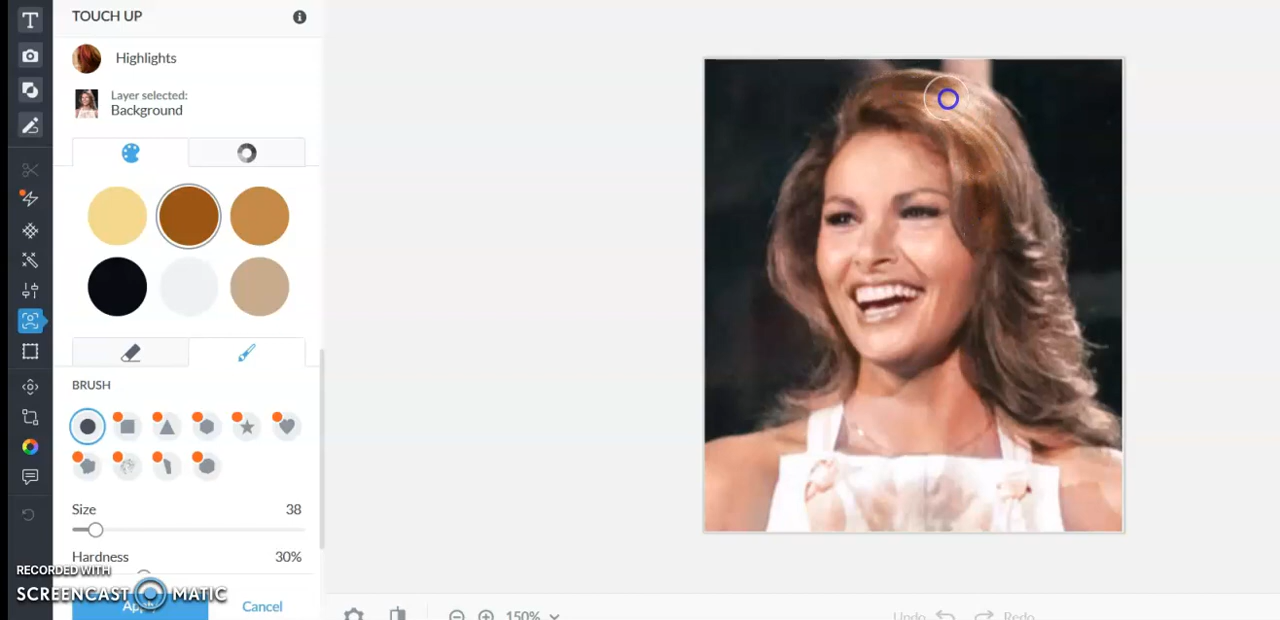 T
TOUCH UP
Highlights
Layer selected:
Background
BRUSH
Size 38
Hardness 30%
RECORDED WITH
SCREENCAST MATIC
Cancel
150%
Undo Redo